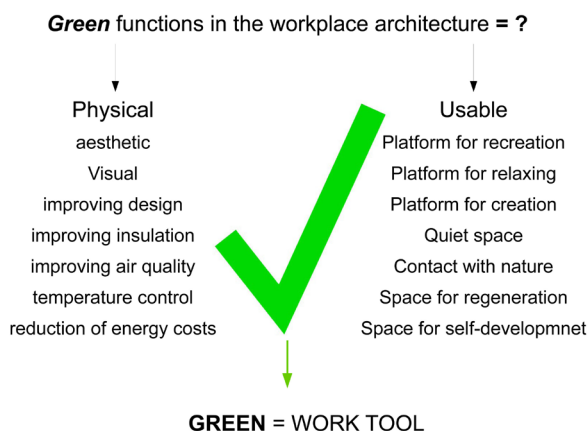 Green functions in the workplace architecture = ?
Physical
aesthetic
Visual
improving design
improving insulation
improving air quality
temperature control
reduction of energy costs
Usable
Platform for recreation
Platform for relaxing
Platform for creation
Quiet space
Contact with nature
Space for regeneration
Space for self-developmnet
GREEN = WORK TOOL